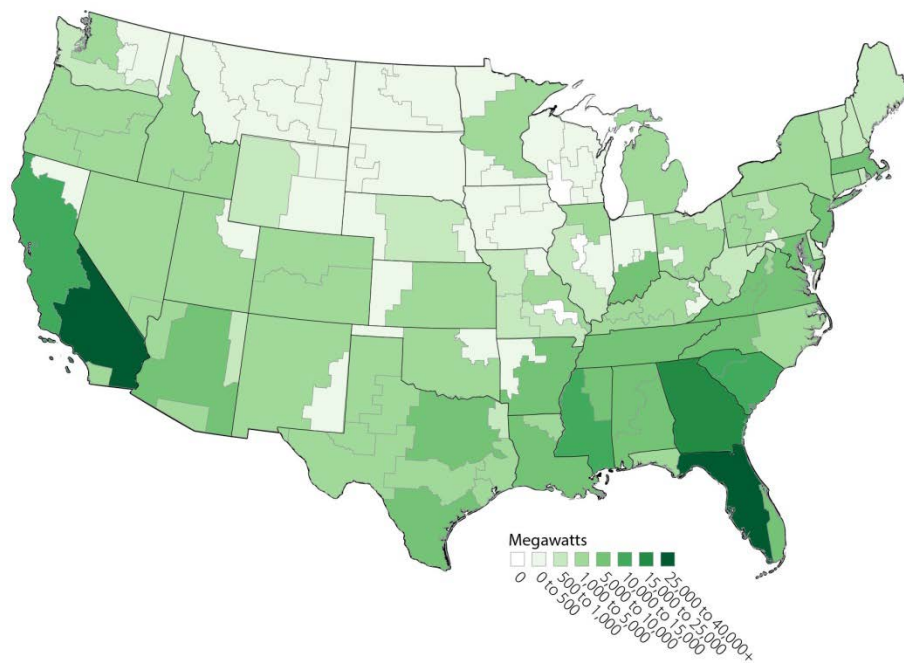 Megawatts
0
0 to 500
500 to 1,000
1,000 to 5,000
5,000 to 10,000
10,000 to 15,000
15,000 to 25,000
25,000 to 40,000+